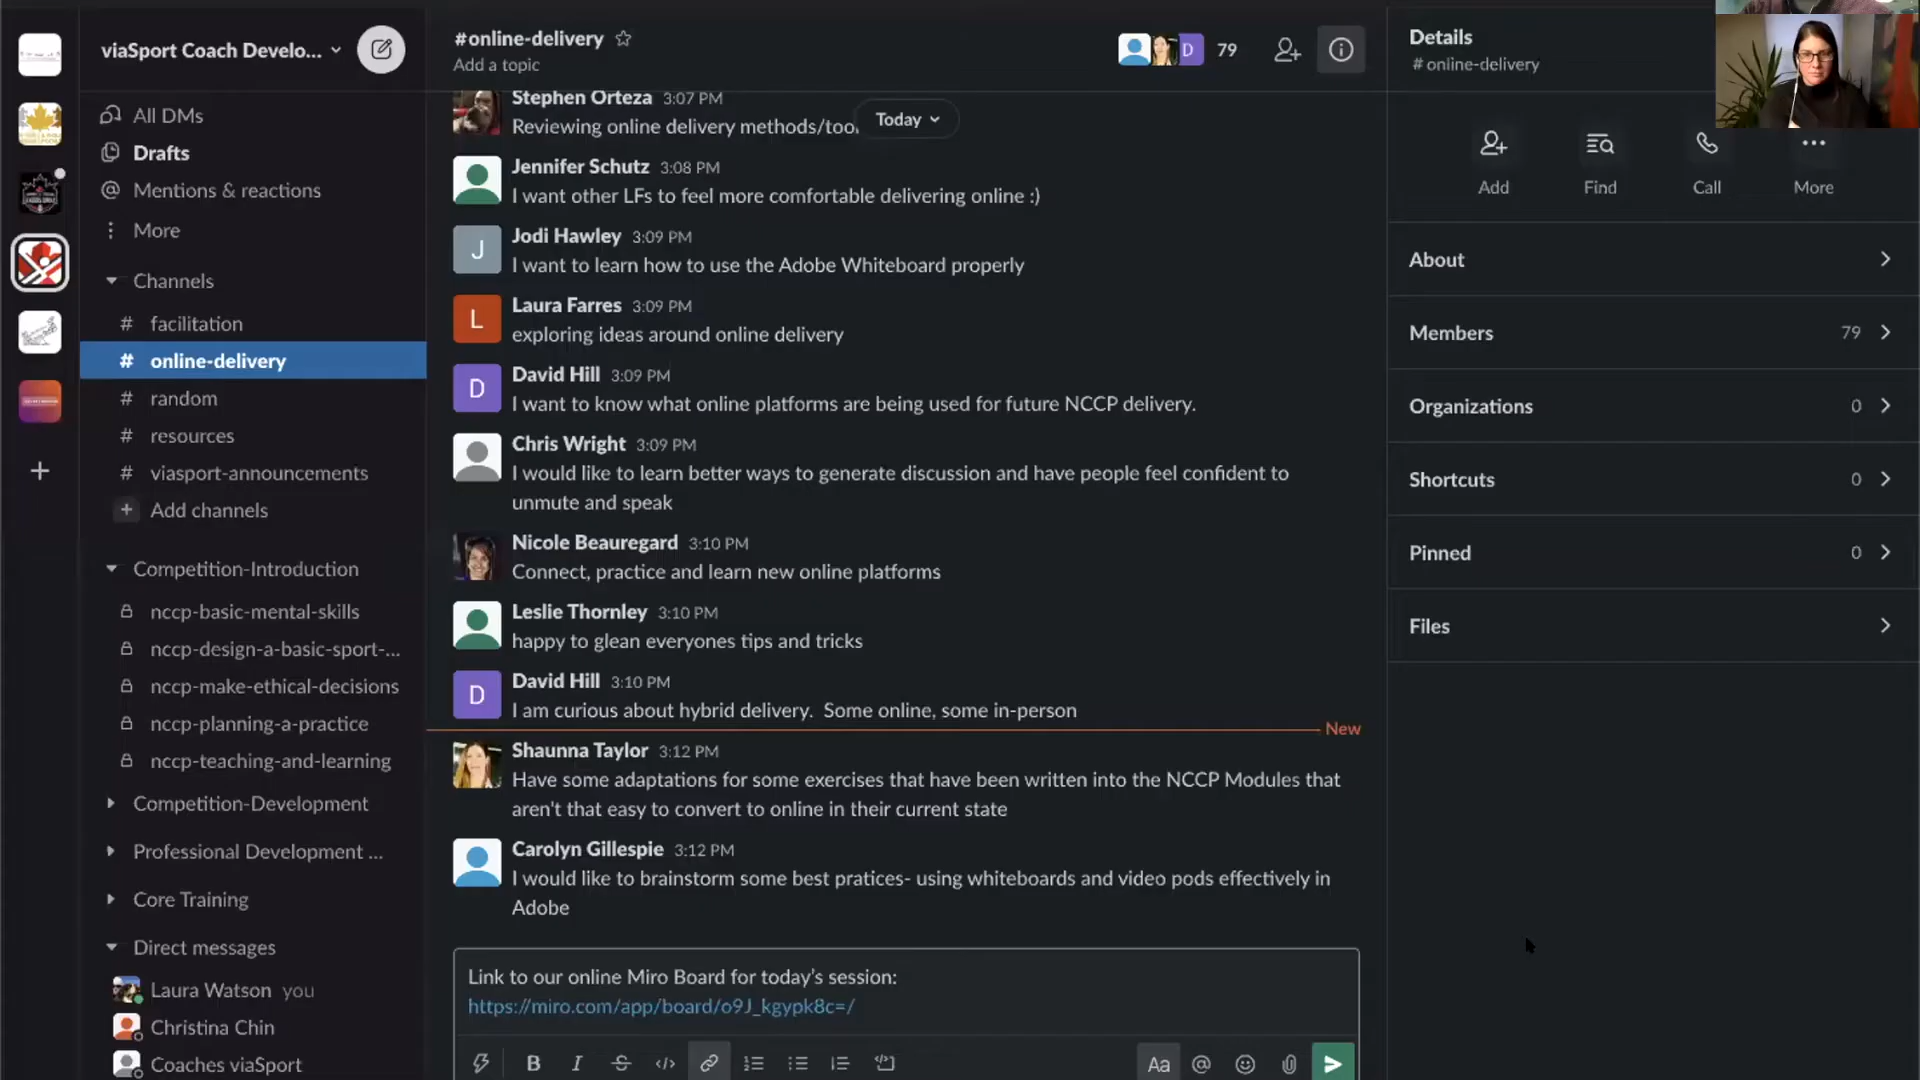 viaSport Coach Develo...
All DMs
Drafts
Mentions & reactions
More
Channels
# facilitation
# online-delivery
# random
# resources
# viasport-announcements
+ Add channels
Competition-Introduction
nccp-basic-mental-skills
nccp-design-a-basic-sport-...
nccp-make-ethical-decisions
nccp-planning-a-practice
nccp-teaching-and-learning
Competition-Development
Professional Development ...
Core Training
Direct messages
Laura Watson you
Christina Chin
Coaches viaSport
#online-delivery
Add a topic
D 79
Today
Stephen Orteza 3:07 PM
Reviewing online delivery methods/tool
Jennifer Schutz 3:08 PM
I want other LFs to feel more comfortable delivering online :)
J
Jodi Hawley 3:09 PM
I want to learn how to use the Adobe Whiteboard properly
L
Laura Farres 3:09 PM
exploring ideas around online delivery
D
David Hill 3:09 PM
I want to know what online platforms are being used for future NCCP delivery.
Chris Wright 3:09 PM
I would like to learn better ways to generate discussion and have people feel confident to
unmute and speak
Nicole Beauregard 3:10 PM
Connect, practice and learn new online platforms
Leslie Thornley 3:10 PM
happy to glean everyones tips and tricks
D
David Hill 3:10 PM
I am curious about hybrid delivery.  Some online, some in-person
New
Shaunna Taylor 3:12 PM
Have some adaptations for some exercises that have been written into the NCCP Modules that
aren't that easy to convert to online in their current state
Carolyn Gillespie 3:12 PM
I would like to brainstorm some best pratices- using whiteboards and video pods effectively in
Adobe
Link to our online Miro Board for today's session:
https://miro.com/app/board/o9J_kgypk8c=/
B I S </> Aa @
Details
# online-delivery
Add Find Call More
About
Members 79
Organizations 0
Shortcuts 0
Pinned 0
Files